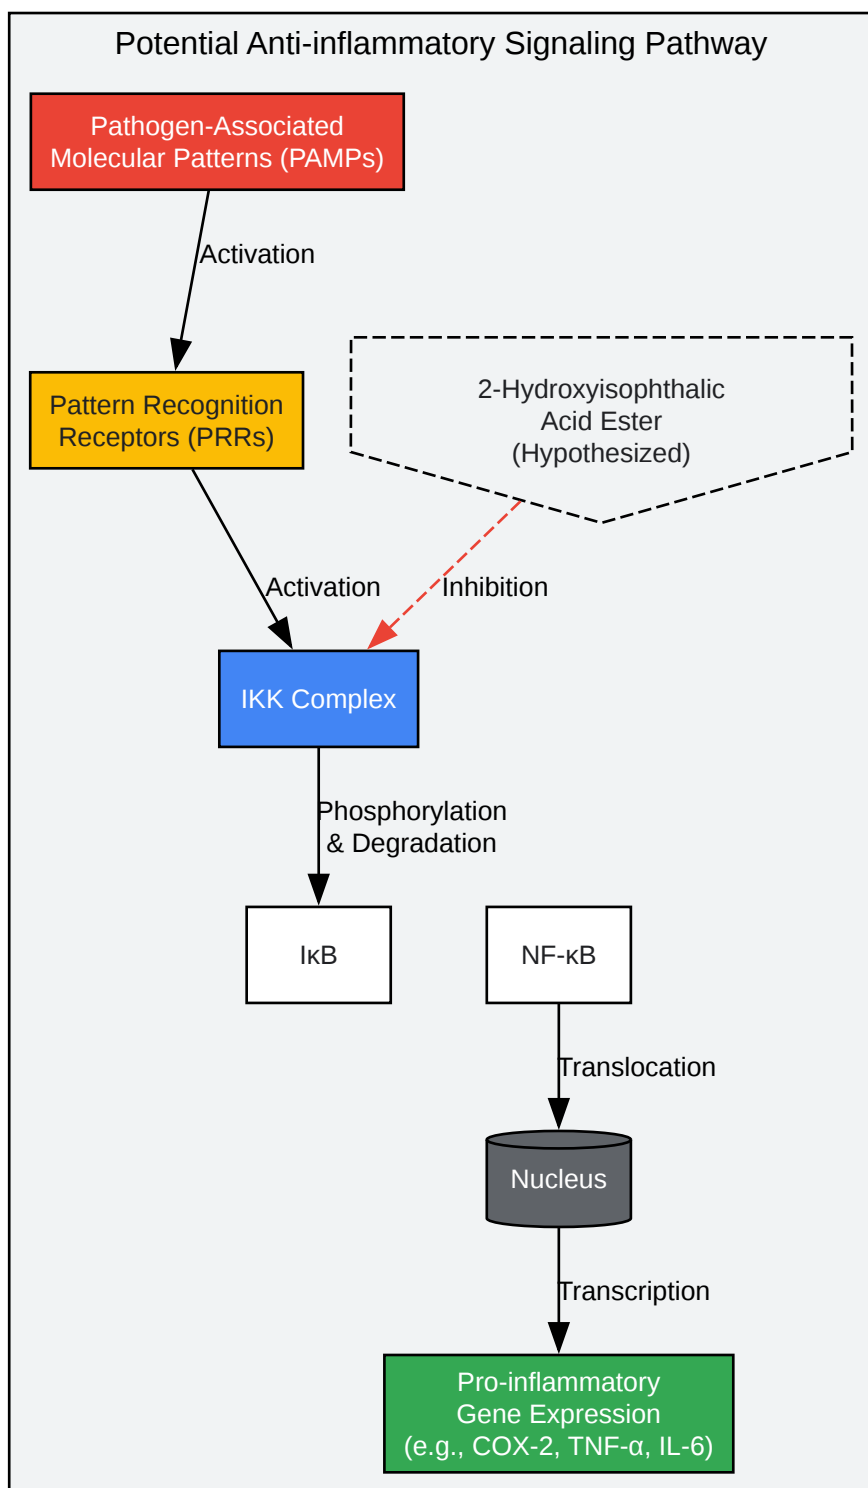 Potential Anti-inflammatory Signaling Pathway
Pathogen-Associated
Molecular Patterns (PAMPs)
Activation
Pattern Recognition
Receptors (PRRs)
2-Hydroxyisophthalic
Acid Ester
(Hypothesized)
Activation
Inhibition
IKK Complex
Phosphorylation
& Degradation
IκB
NF-κB
Translocation
Nucleus
Transcription
Pro-inflammatory
Gene Expression
(e.g., COX-2, TNF-α, IL-6)